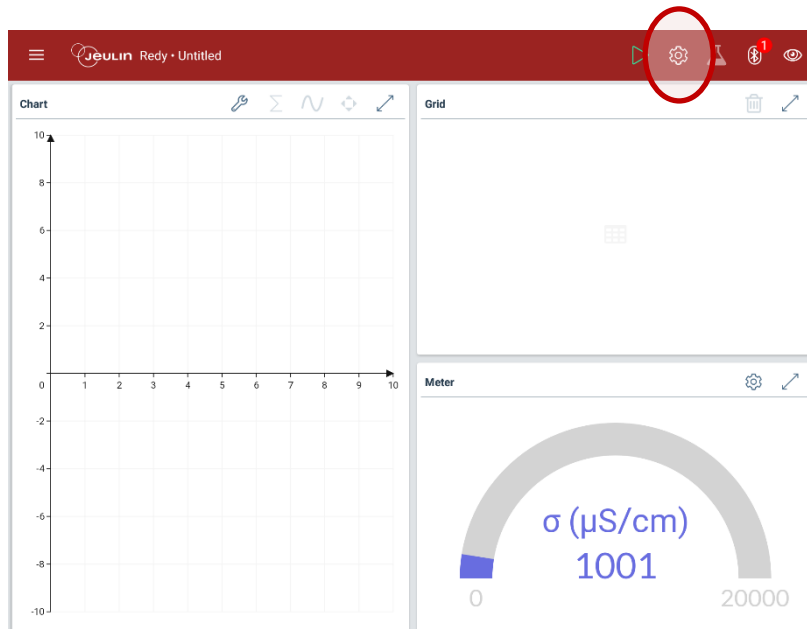 JEULIN Redy • Untitled
1
Chart
Grid
10
8
6
4
2
0 1 2 3 4 5 6 7 8 9 10
-2
-4
-6
-8
-10
Meter
σ (µS/cm)
1001
0 20000